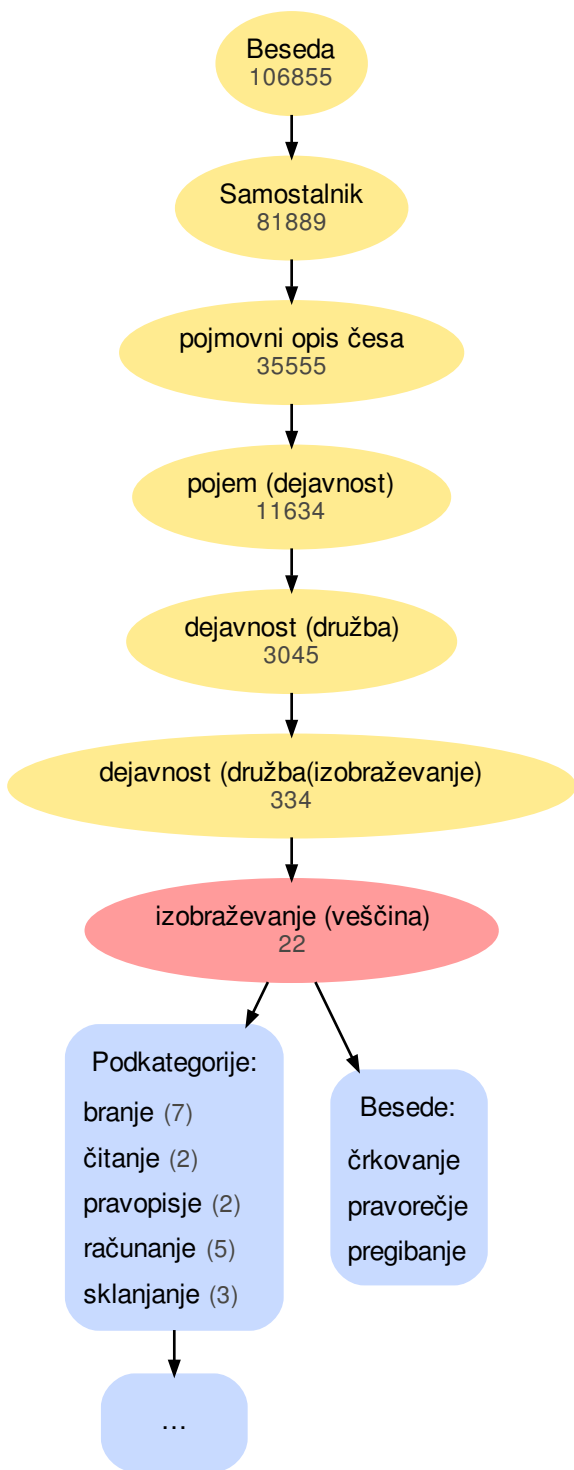 Beseda
106855
Samostalnik
81889
pojmovni opis česa
35555
pojem (dejavnost)
11634
dejavnost (družba)
3045
dejavnost (družba(izobraževanje)
334
izobraževanje (veščina)
22
Podkategorije:
branje (7)
čitanje (2)
pravopisje (2)
računanje (5)
sklanjanje (3)
Besede:
črkovanje
pravorečje
pregibanje
…